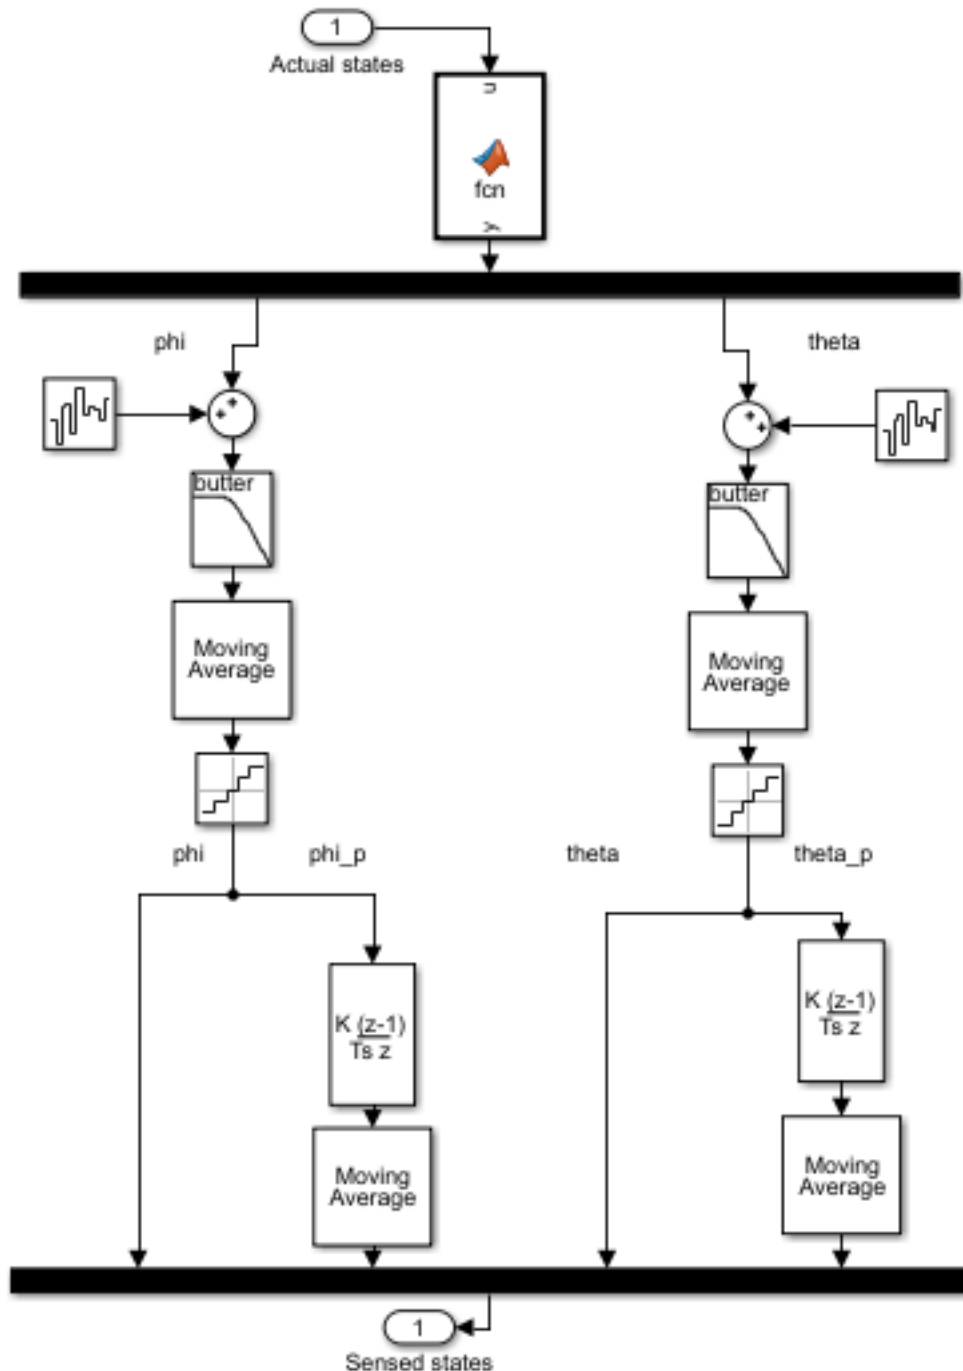 1
Actual states
u
fcn
y
phi
theta
butter
butter
Moving
Average
Moving
Average
phi
phi_p
theta
theta_p
K (z-1)
Ts z
K (z-1)
Ts z
Moving
Average
Moving
Average
1
Sensed states